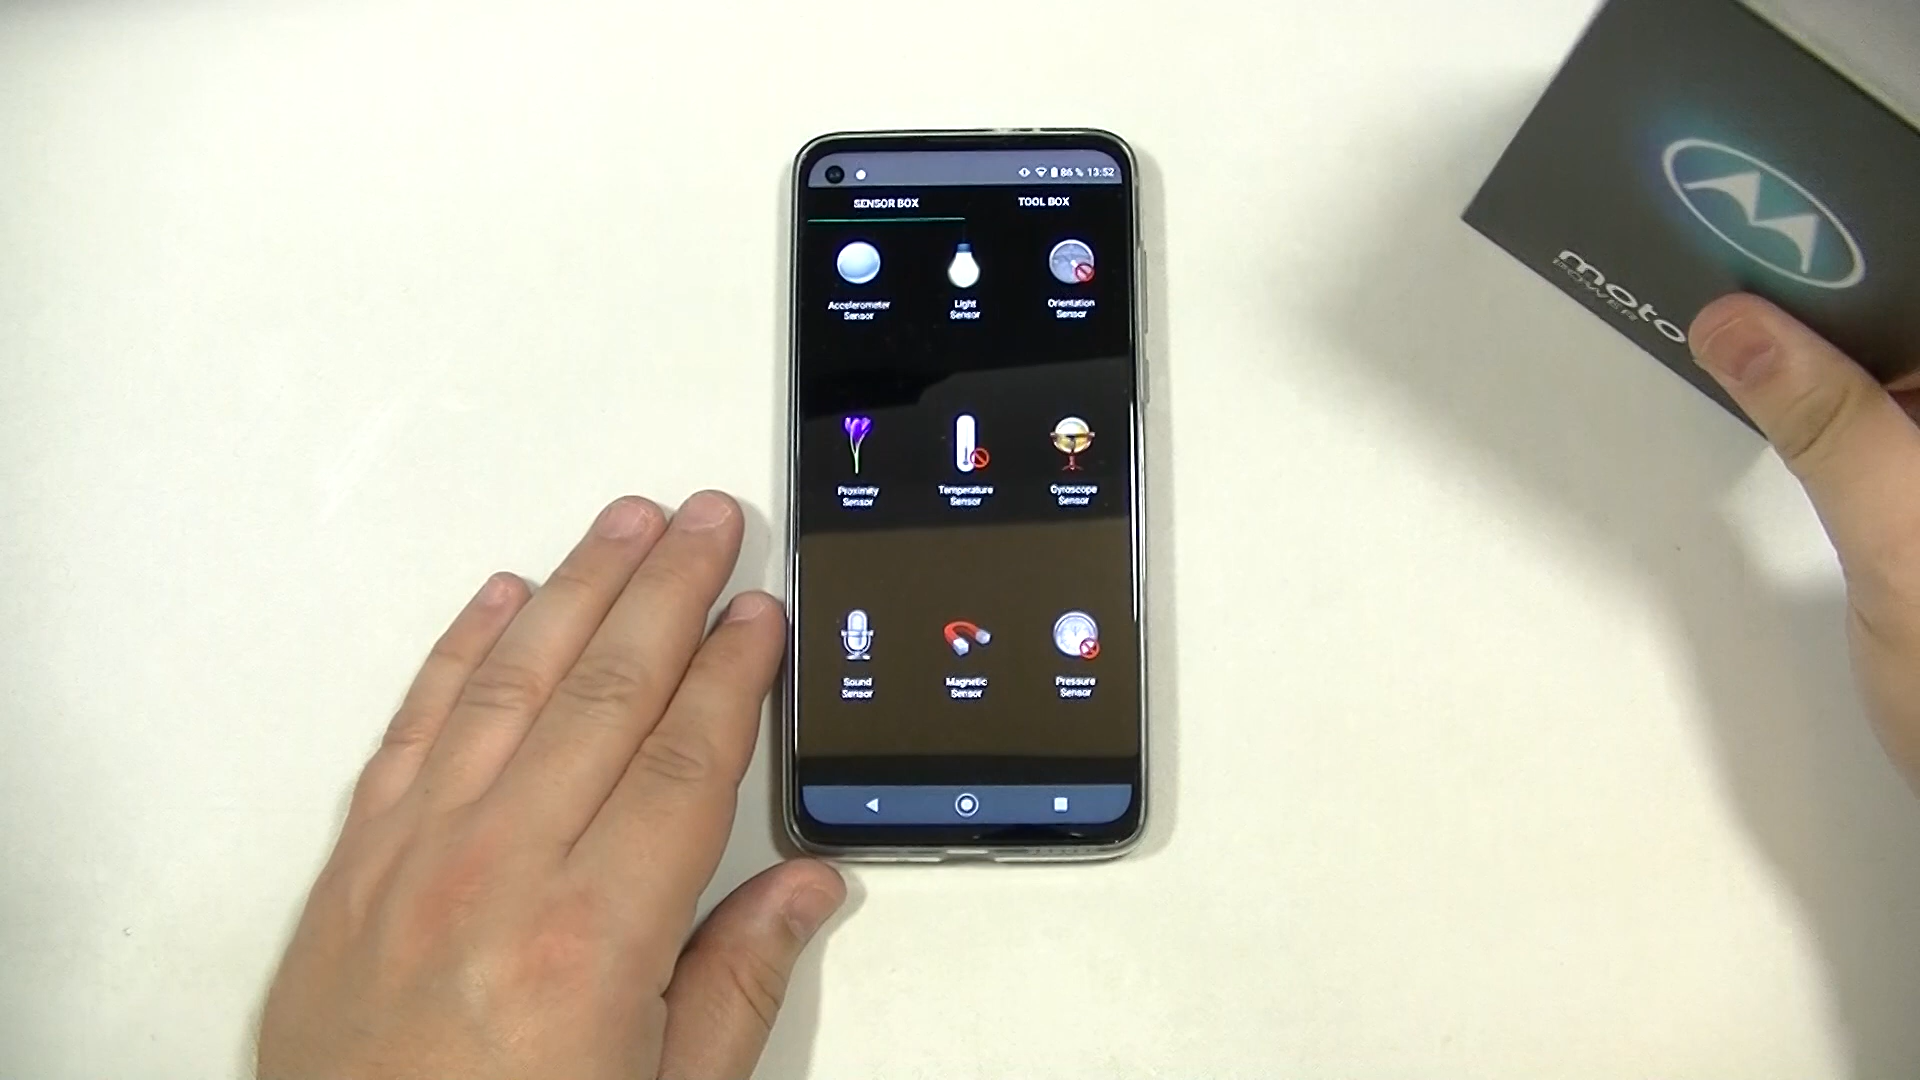 86 % 13:52
SENSOR BOX TOOL BOX
Accelerometer
Sensor
Light
Sensor
Orientation
Sensor
Proximity
Sensor
Temperature
Sensor
Gyroscope
Sensor
Sound
Sensor
Magnetic
Sensor
Pressure
Sensor
moto
POWER